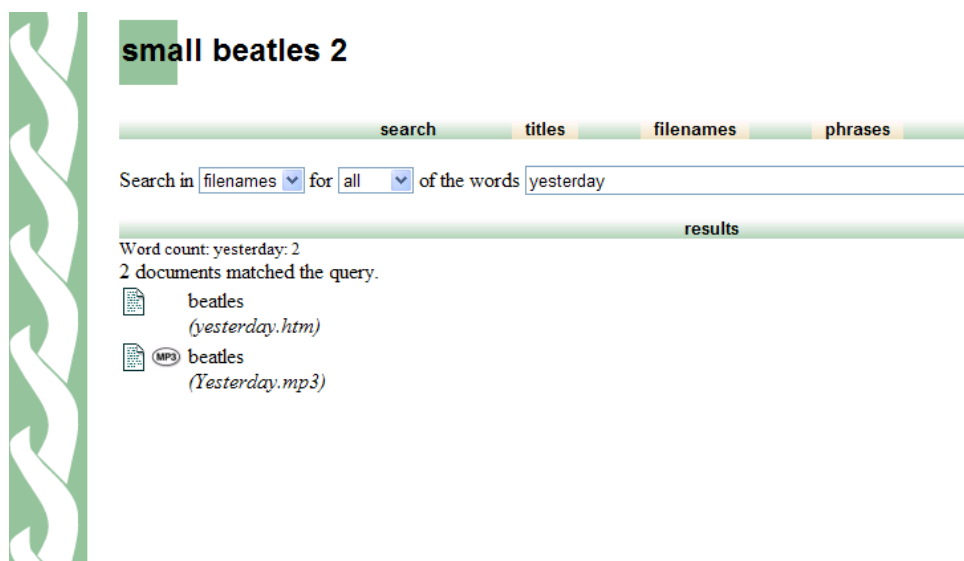 small beatles 2
search titles filenames phrases
Search in filenames for all of the words yesterday
results
Word count: yesterday: 2
2 documents matched the query.
beatles
(yesterday.htm)
MP3 beatles
(Yesterday.mp3)